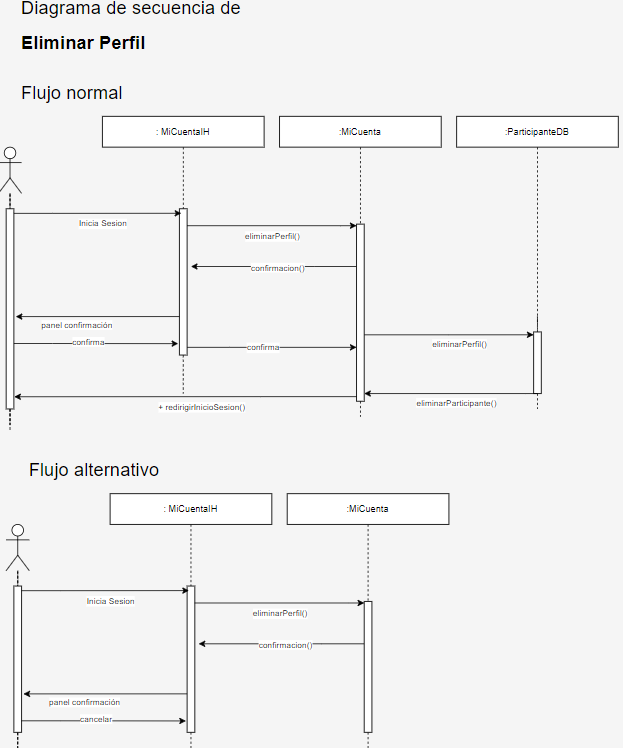 Diagrama de secuencia de
Eliminar Perfil
Flujo normal
: MiCuentaIH
:MiCuenta
:ParticipanteDB
Inicia Sesion
eliminarPerfil()
confirmacion()
panel confirmación
confirma
confirma
eliminarPerfil()
eliminarParticipante()
+ redirigirInicioSesion()
Flujo alternativo
: MiCuentaIH
:MiCuenta
Inicia Sesion
eliminarPerfil()
confirmacion()
panel confirmación
cancelar